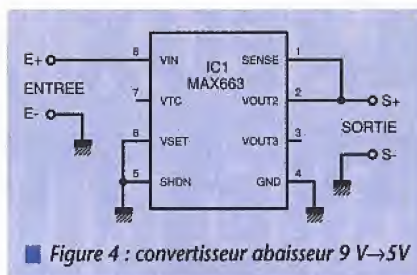 E+
E-
ENTREE
8
VIN
7
VTC
6
VSET
5
SHDN
IC1
MAX663
SENSE
1
VOUT2
2
VOUT3
3
GND
4
S+
SORTIE
S-
Figure 4 : convertisseur abaisseur 9 V→5V